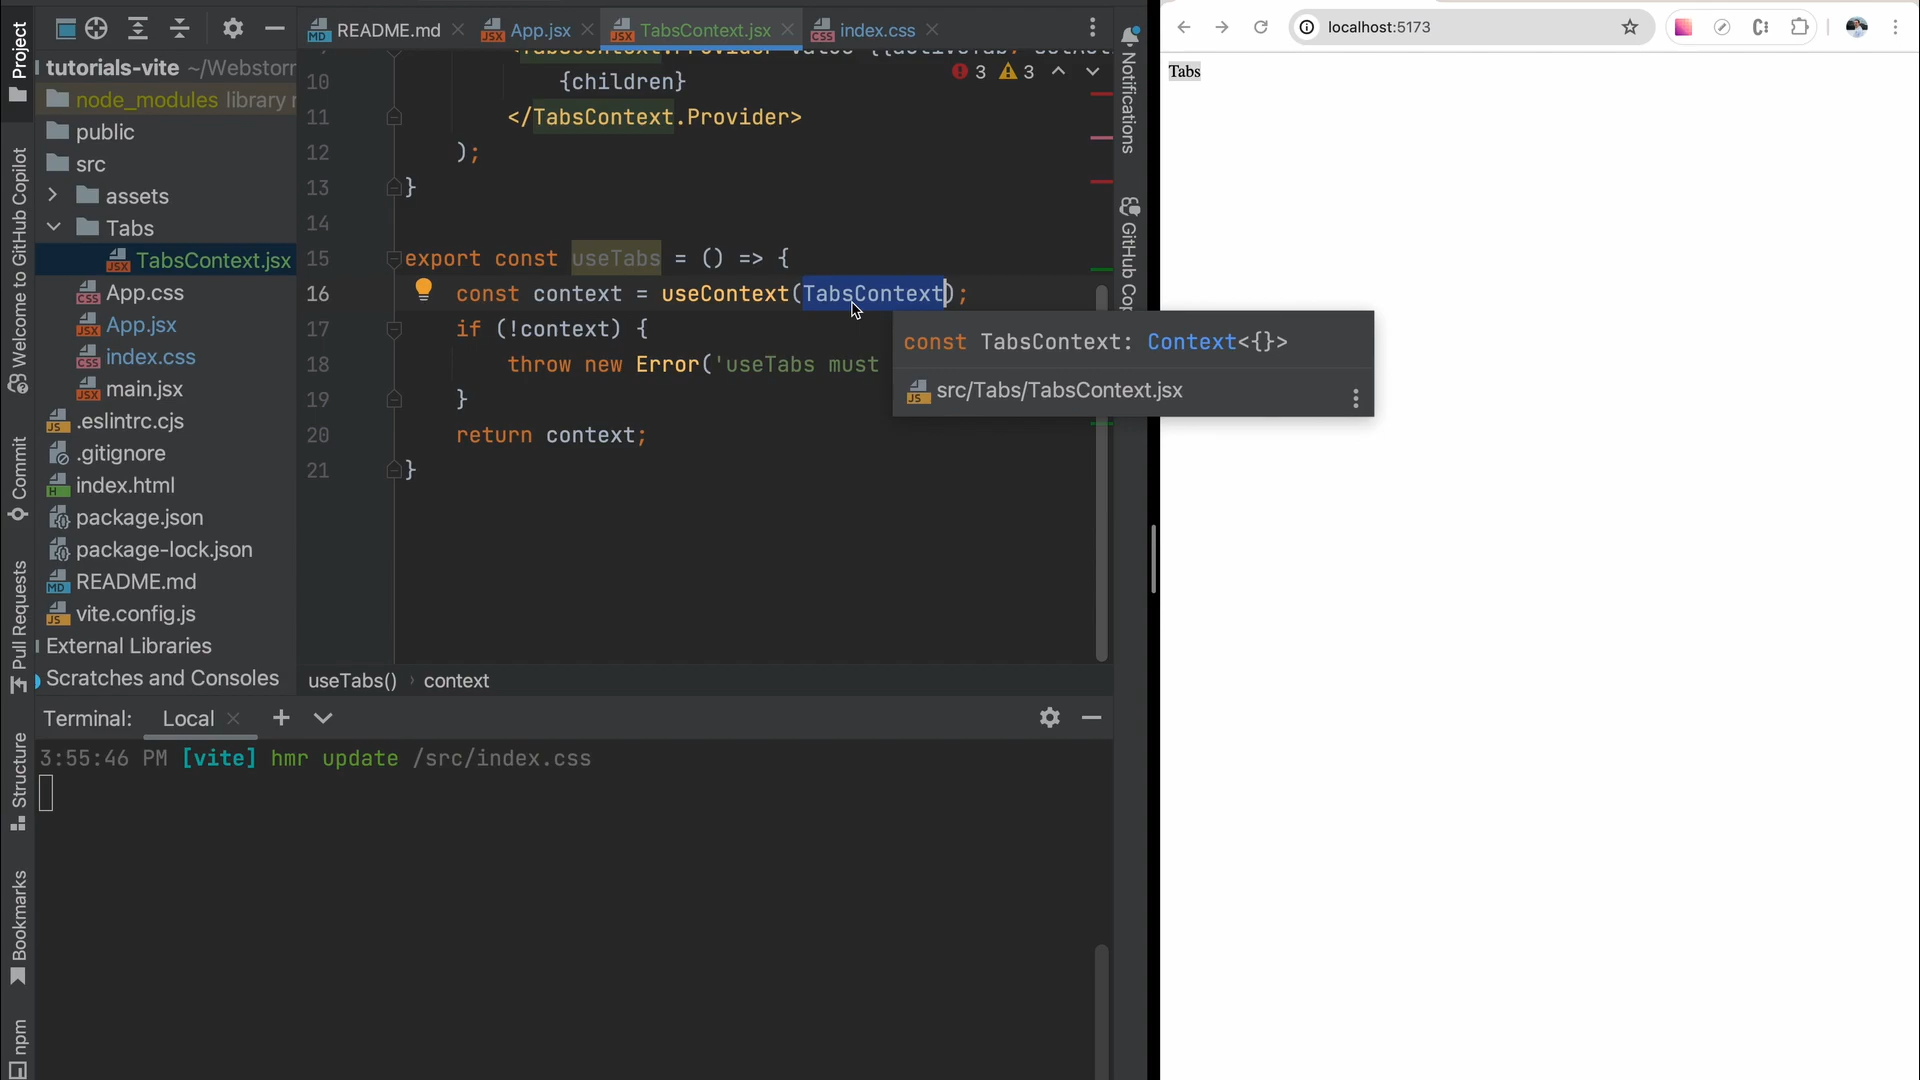 Project
Welcome to GitHub Copilot
Commit
Pull Requests
Structure
Bookmarks
npm
tutorials-vite ~/Webstorm
node_modules library r
public
src
assets
Tabs
TabsContext.jsx
App.css
App.jsx
index.css
main.jsx
.eslintrc.cjs
.gitignore
index.html
package.json
package-lock.json
README.md
vite.config.js
External Libraries
Scratches and Consoles
README.md
App.jsx
TabsContext.jsx
index.css
3 3
10 {children}
11 </TabsContext.Provider>
12 );
13 }
14
15 export const useTabs = () => {
16 const context = useContext(TabsContext);
17 if (!context) {
18 throw new Error('useTabs must
19 }
20 return context;
21 }
const TabsContext: Context<{}>
src/Tabs/TabsContext.jsx
useTabs() › context
Terminal: Local
3:55:46 PM [vite] hmr update /src/index.css
Notifications
GitHub Cop
localhost:5173
Tabs